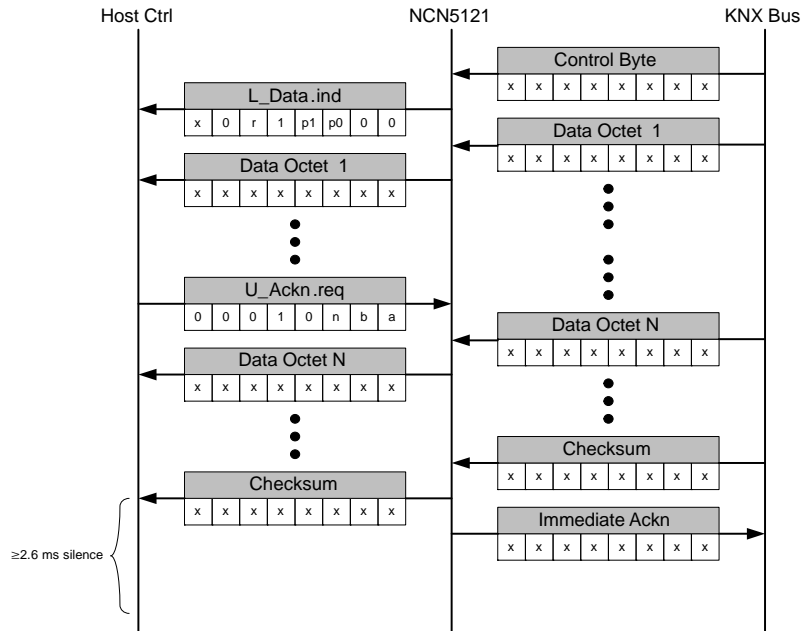 Host Ctrl NCN5121 KNX Bus
Control Byte
x x x x x x x x
L_Data.ind
x 0 r 1 p1 p0 0 0
Data Octet 1
x x x x x x x x
Data Octet 1
x x x x x x x x
U_Ackn.req
0 0 0 1 0 n b a
Data Octet N
x x x x x x x x
Data Octet N
x x x x x x x x
Checksum
x x x x x x x x
Checksum
x x x x x x x x
Immediate Ackn
x x x x x x x x
≥2.6 ms silence